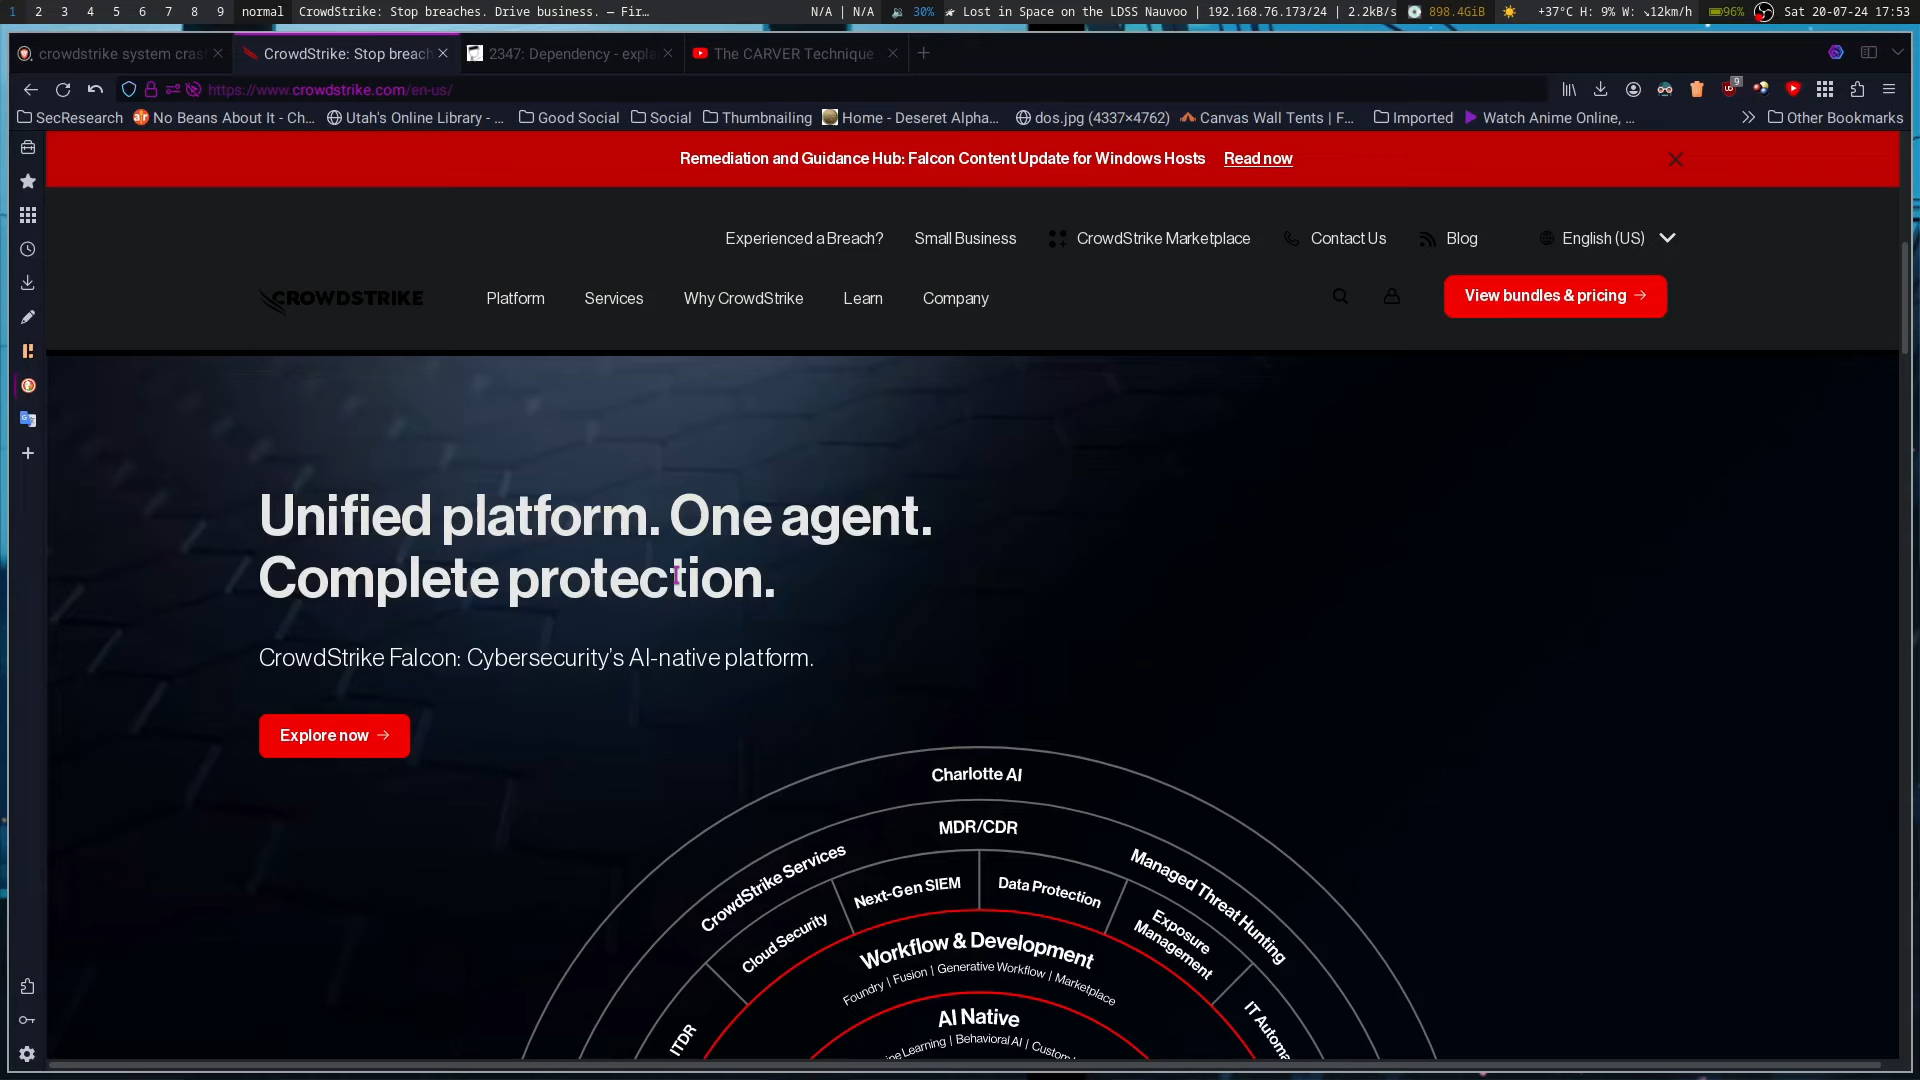 1 2 3 4 5 6 7 8 9 normal CrowdStrike: Stop breaches. Drive business. — Fir… N/A | N/A 30% Lost in Space on the LDSS Nauvoo | 192.168.76.173/24 | 2.2kB/s 898.4GiB +37°C H: 9% W: ↘12km/h 96% Sat 20-07-24 17:53
crowdstrike system cras CrowdStrike: Stop breach 2347: Dependency - expla The CARVER Technique
https://www.crowdstrike.com/en-us/ 9
SecResearch No Beans About It - Ch… Utah's Online Library - … Good Social Social Thumbnailing Home - Deseret Alpha… dos.jpg (4337×4762) Canvas Wall Tents | F… Imported Watch Anime Online, … Other Bookmarks
Remediation and Guidance Hub: Falcon Content Update for Windows Hosts Read now
Experienced a Breach? Small Business CrowdStrike Marketplace Contact Us Blog English (US)
CROWDSTRIKE Platform Services Why CrowdStrike Learn Company View bundles & pricing →
Unified platform. One agent.
Complete protection.
CrowdStrike Falcon: Cybersecurity's AI-native platform.
Explore now →
Charlotte AI
MDR/CDR
CrowdStrike Services
Managed Threat Hunting
ITDR
Cloud Security
Next-Gen SIEM
Data Protection
Exposure
Management
IT Automa
Workflow & Development
Foundry | Fusion | Generative Workflow | Marketplace
AI Native
ine Learning | Behavioral AI | Custom